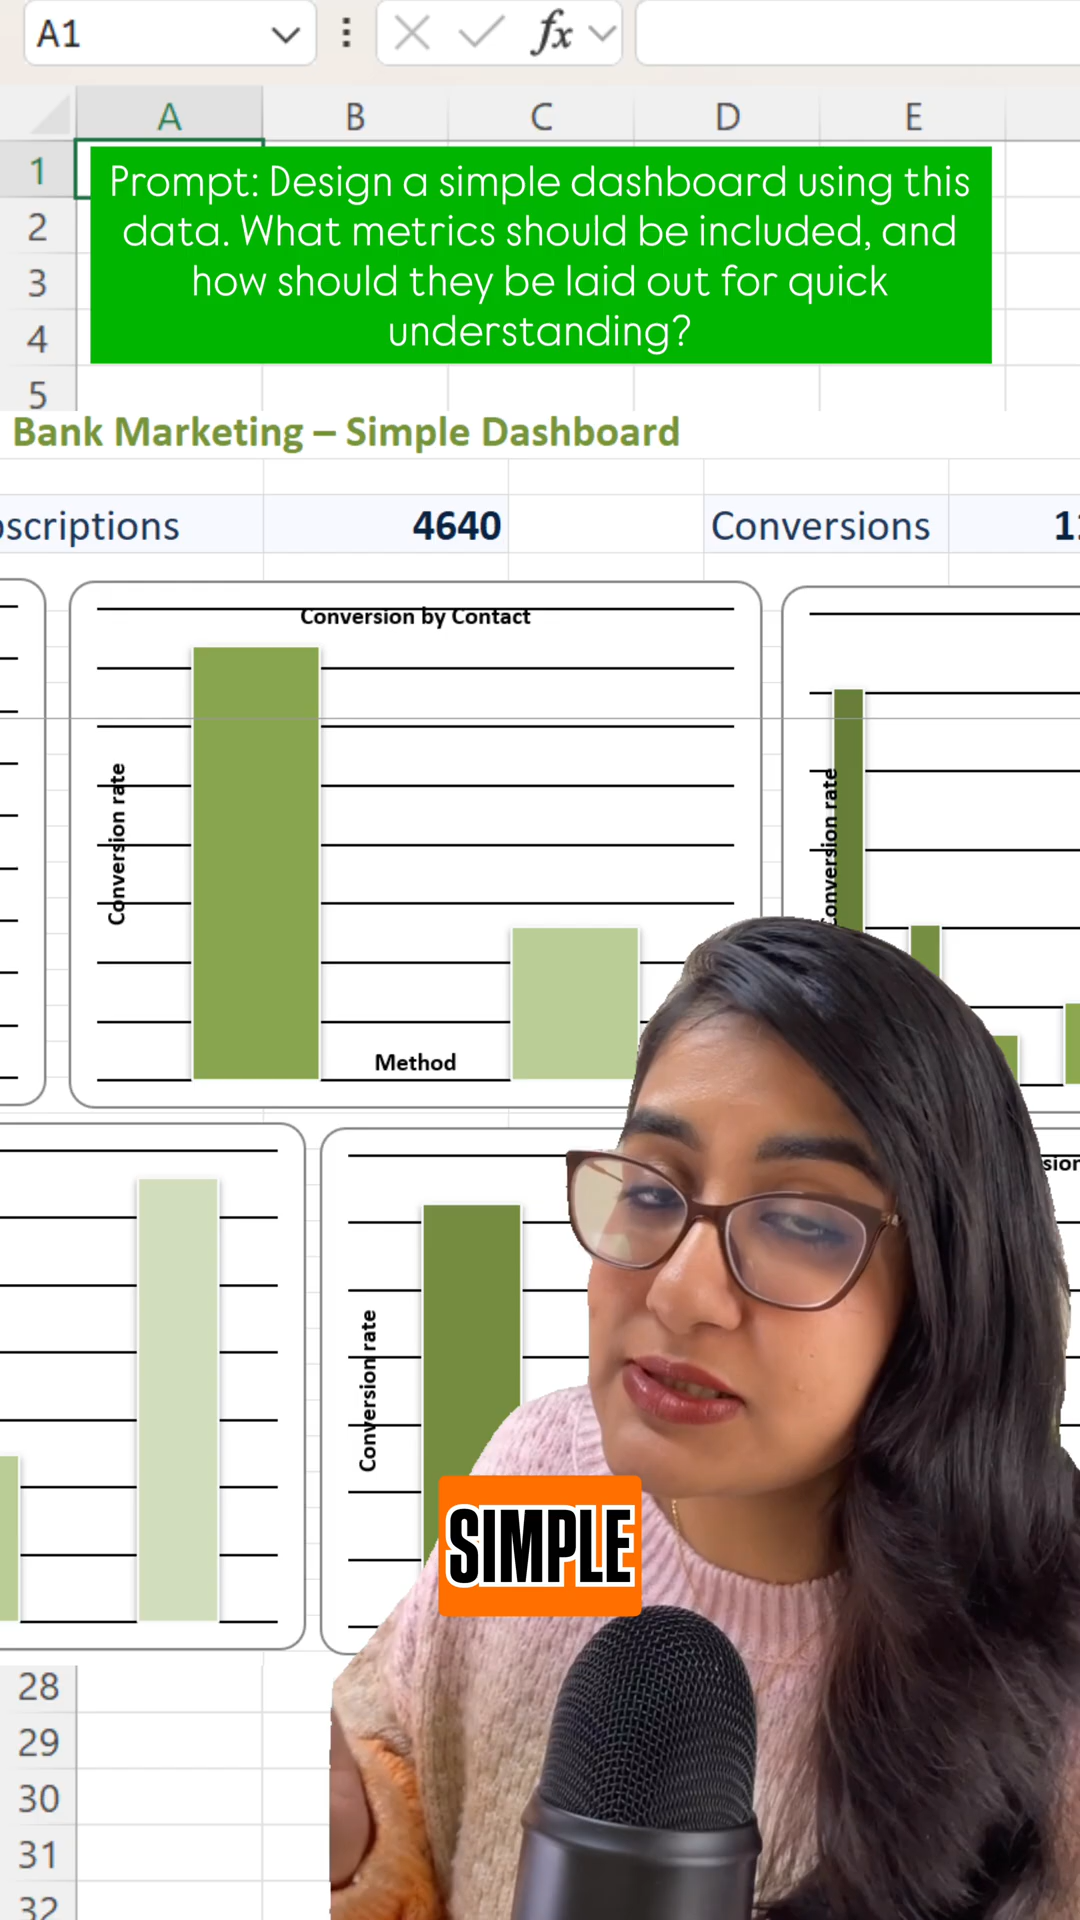 A1
fx
A B C D E
1
Prompt: Design a simple dashboard using this
data. What metrics should be included, and
how should they be laid out for quick
understanding?
2
3
4
5
Bank Marketing – Simple Dashboard
4640
Conversions
Conversion by Contact
Conversion rate
Method
Conversion rate
Conversion rate
SIMPLE
28
29
30
31
32